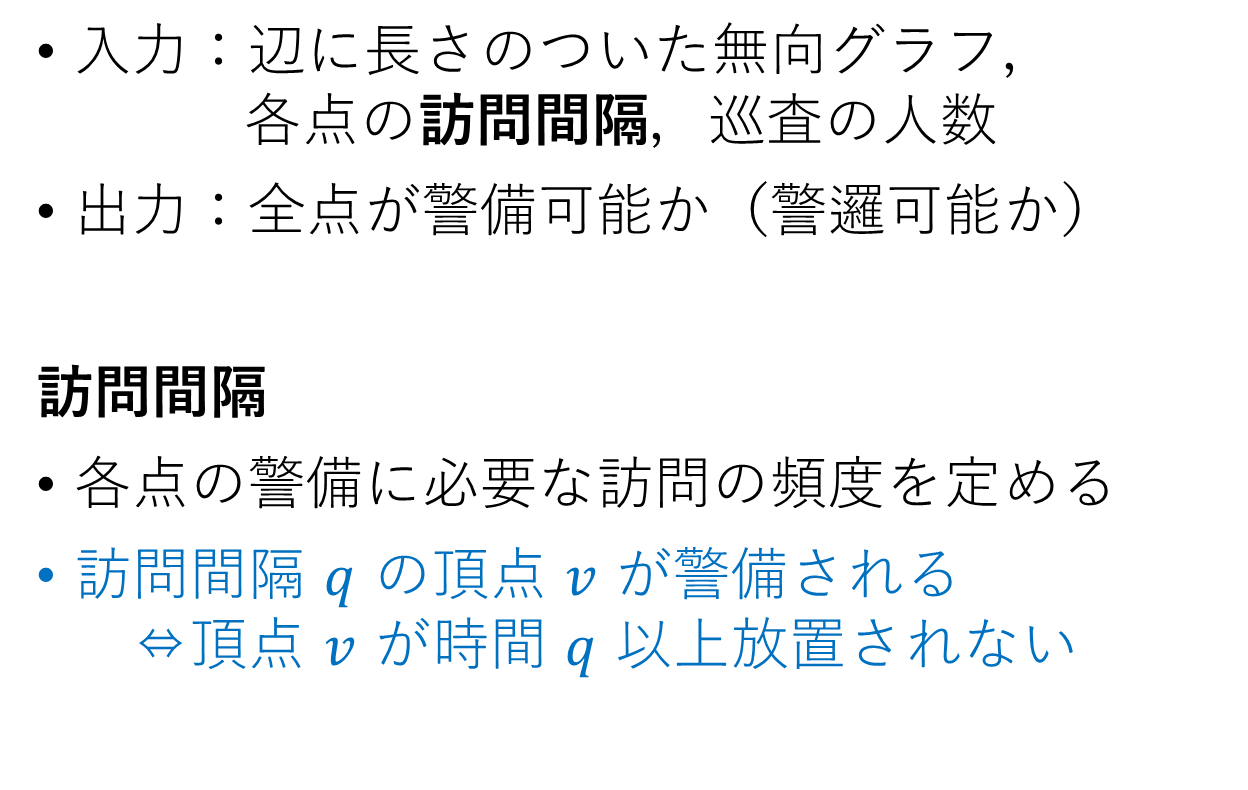 • 入力：辺に長さのついた無向グラフ,
各点の訪問間隔, 巡査の人数
• 出力：全点が警備可能か（警邏可能か）
訪問間隔
• 各点の警備に必要な訪問の頻度を定める
• 訪問間隔 q の頂点 v が警備される
⇔頂点 v が時間 q 以上放置されない